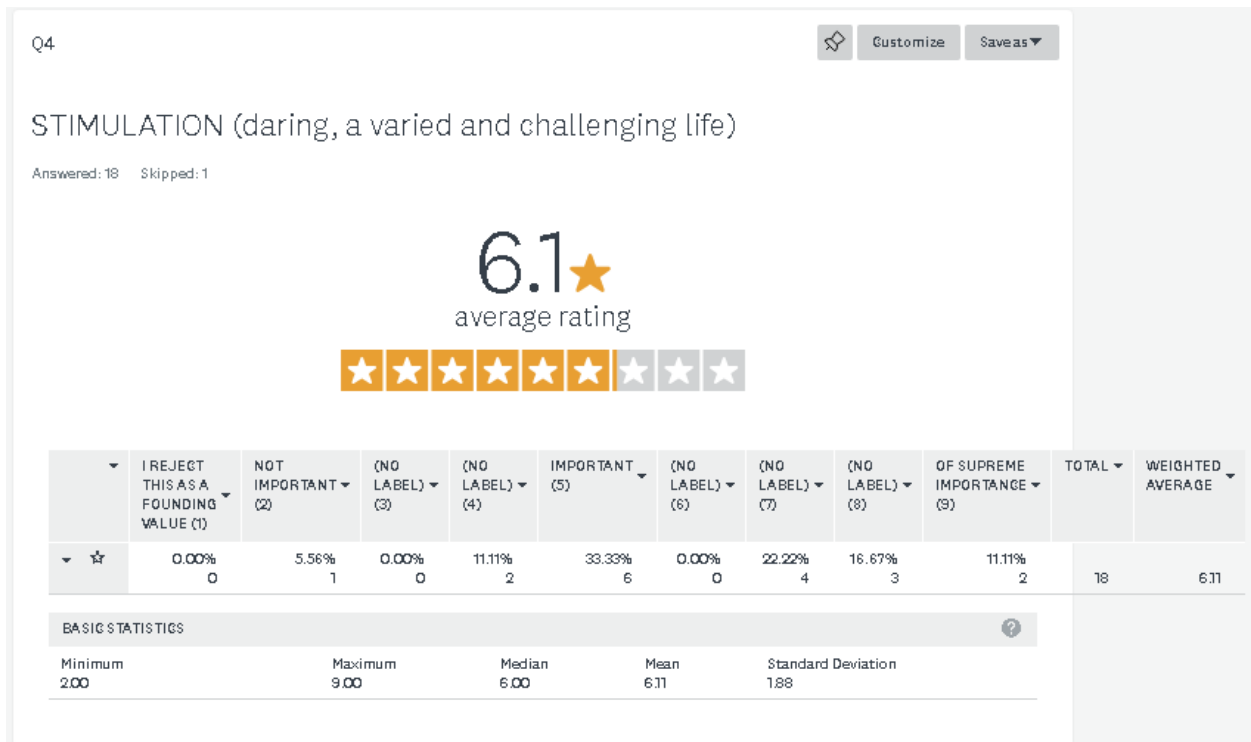 Q4
Customize
Save as
STIMULATION (daring, a varied and challenging life)
Answered: 18 Skipped: 1
6.1
average rating
I REJECT THIS AS A FOUNDING VALUE (1)
NOT IMPORTANT (2)
(NO LABEL) (3)
(NO LABEL) (4)
IMPORTANT (5)
(NO LABEL) (6)
(NO LABEL) (7)
(NO LABEL) (8)
OF SUPREME IMPORTANCE (9)
TOTAL
WEIGHTED AVERAGE
0.00% 5.56% 0.00% 11.11% 33.33% 0.00% 22.22% 16.67% 11.11%
0 1 0 2 6 0 4 3 2 18 6.11
BASIC STATISTICS
Minimum Maximum Median Mean Standard Deviation
2.00 9.00 6.00 6.11 1.88